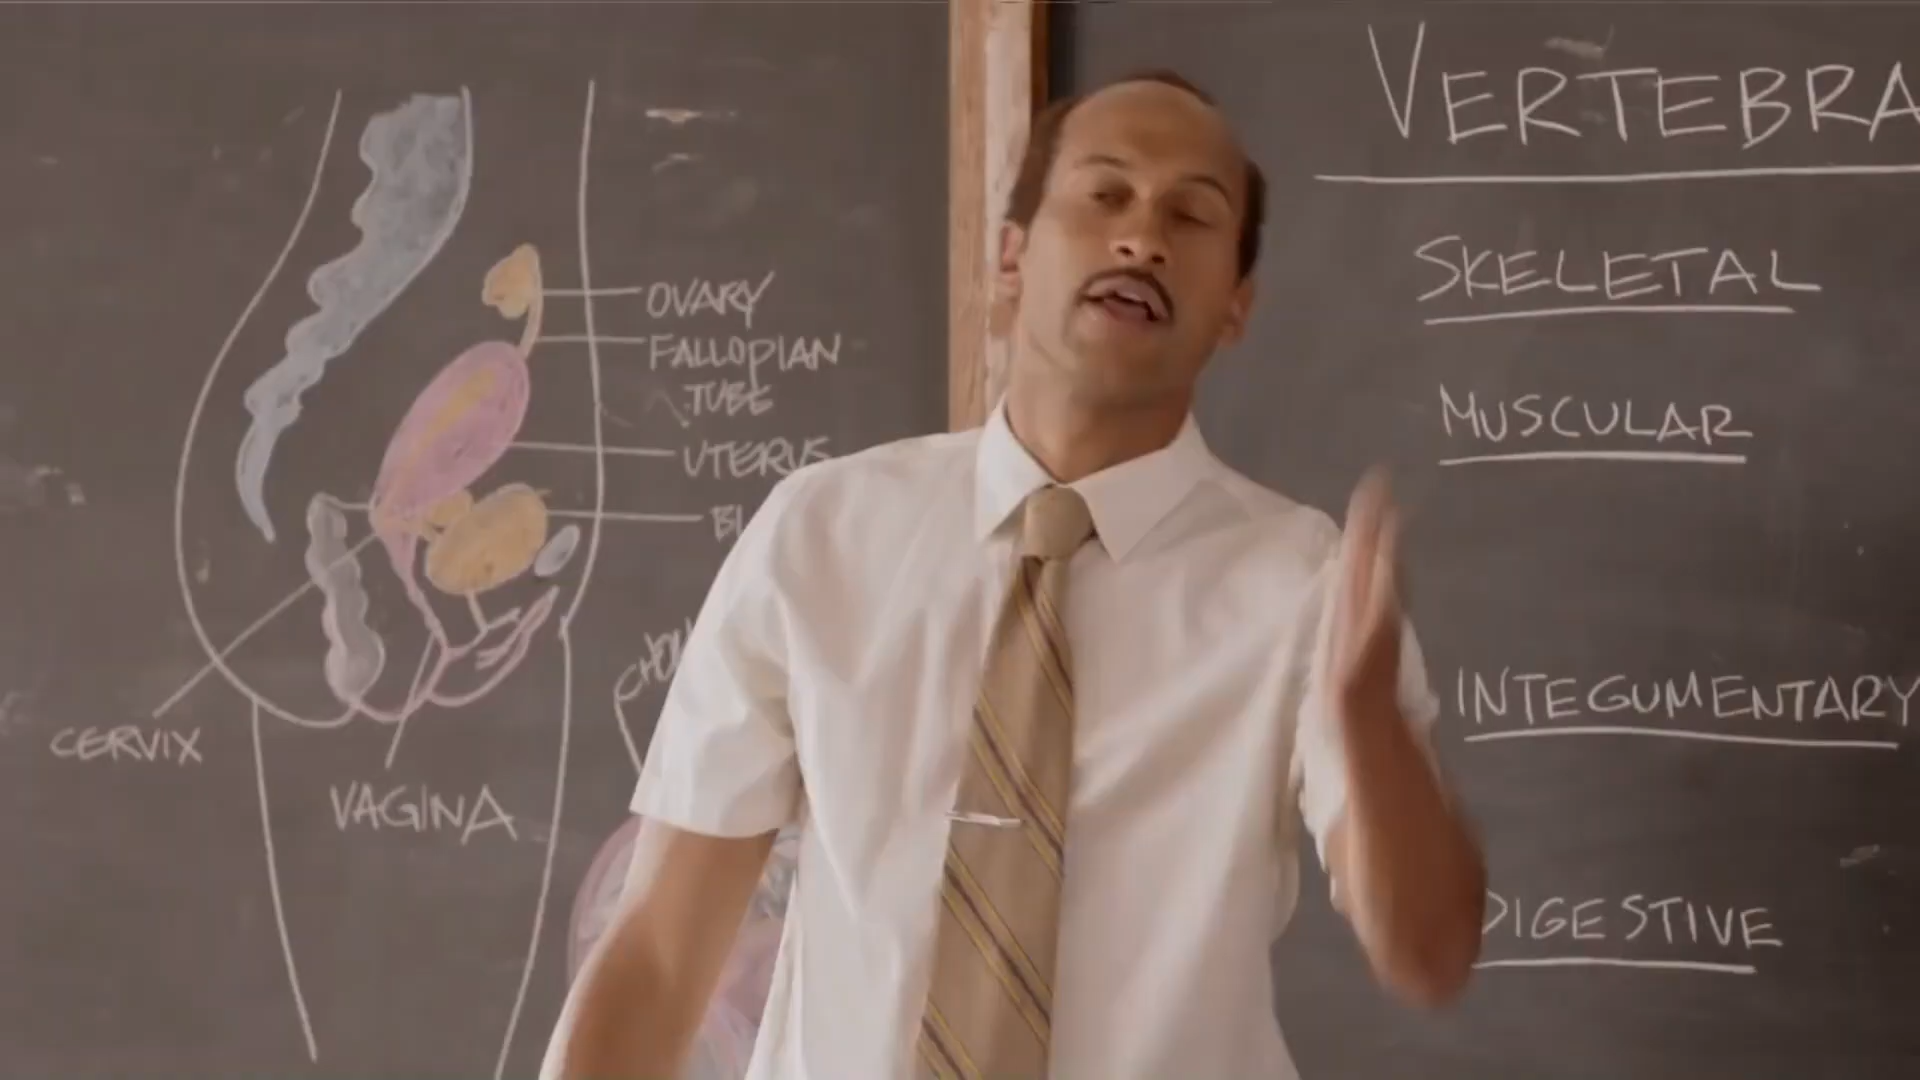 OVARY
FALLOPIAN
TUBE
UTERUS
CERVIX
VAGINA
VERTEBRA
SKELETAL
MUSCULAR
INTEGUMENTARY
DIGESTIVE